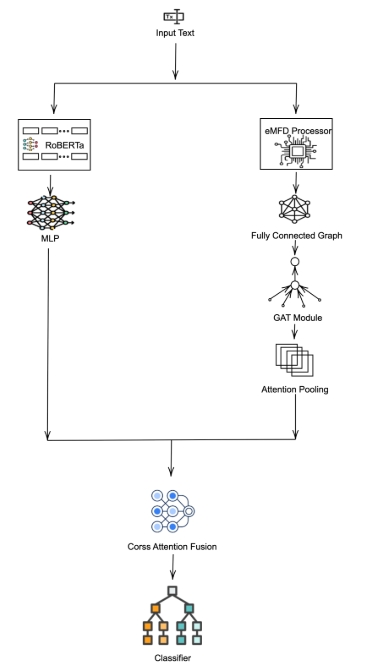 Tx
Input Text
RoBERTa
eMFD Processor
MLP
Fully Connected Graph
GAT Module
Attention Pooling
Corss Attention Fusion
Classifier